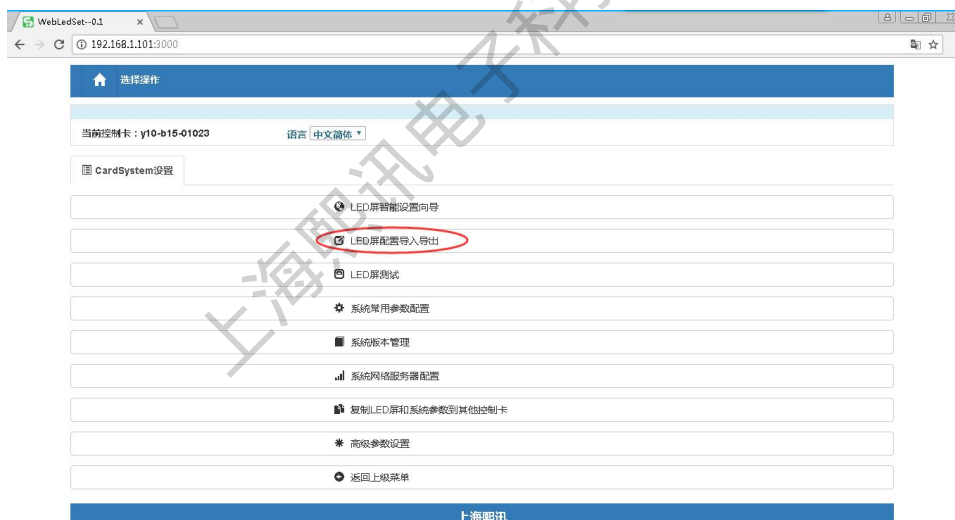 WebLedSet--0.1
192.168.1.101:3000
选择操作
当前控制卡：y10-b15-01023 语言 中文简体
CardSystem设置
LED屏智能设置向导
LED屏配置导入导出
LED屏测试
系统常用参数配置
系统版本管理
系统网络服务器配置
复制LED屏和系统参数到其他控制卡
高级参数设置
返回上级菜单
上海熙讯
上海熙讯电子科